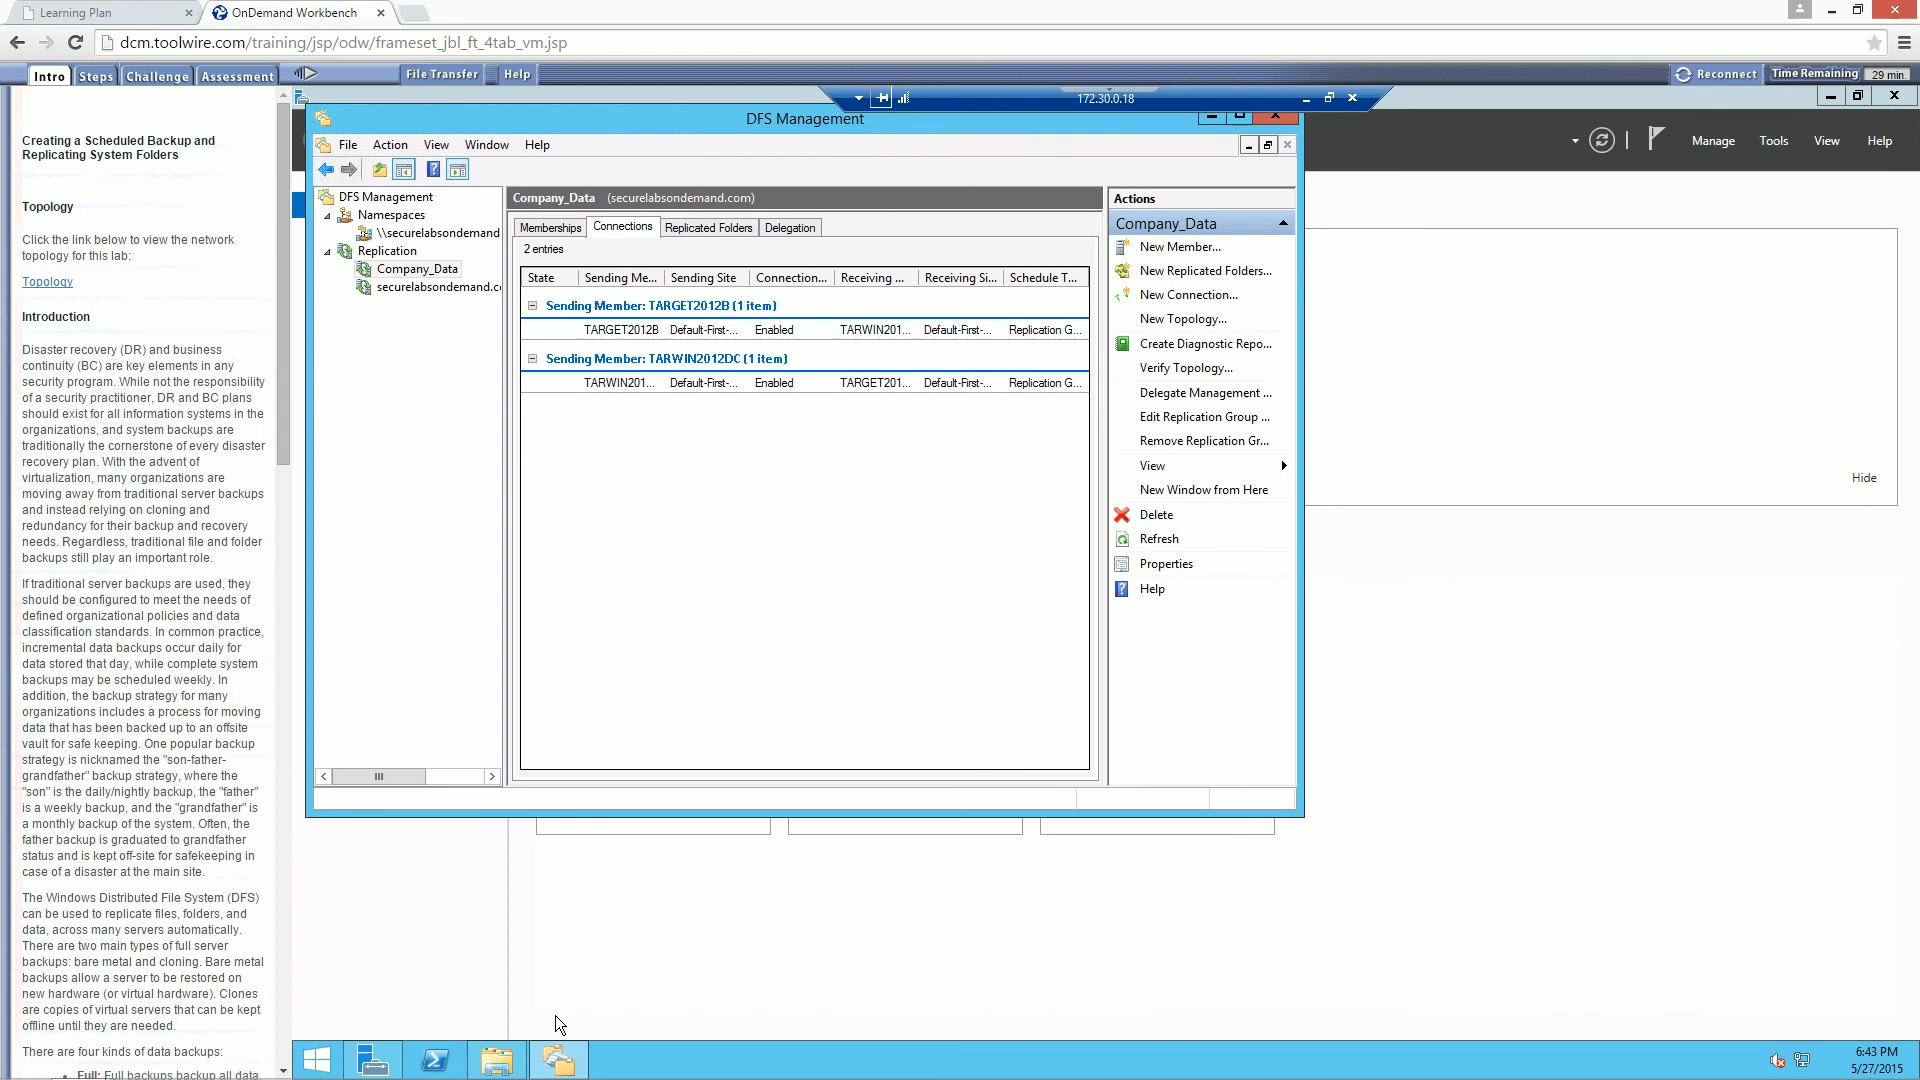 Learning Plan
OnDemand Workbench
dcm.toolwire.com/training/jsp/odw/frameset_jbl_ft_4tab_vm.jsp
Intro
Steps
Challenge
Assessment
File Transfer
Help
Reconnect
Time Remaining
29 min.
172.30.0.18
Creating a Scheduled Backup and
Replicating System Folders
Topology
Click the link below to view the network
topology for this lab:
Topology
Introduction
Disaster recovery (DR) and business
continuity (BC) are key elements in any
security program. While not the responsibility
of a security practitioner, DR and BC plans
should exist for all information systems in the
organizations, and system backups are
traditionally the cornerstone of every disaster
recovery plan. With the advent of
virtualization, many organizations are
moving away from traditional server backups
and instead relying on cloning and
redundancy for their backup and recovery
needs. Regardless, traditional file and folder
backups still play an important role.
If traditional server backups are used, they
should be configured to meet the needs of
defined organizational policies and data
classification standards. In common practice,
incremental data backups occur daily for
data stored that day, while complete system
backups may be scheduled weekly. In
addition, the backup strategy for many
organizations includes a process for moving
data that has been backed up to an offsite
vault for safe keeping. One popular backup
strategy is nicknamed the "son-father-
grandfather" backup strategy, where the
"son" is the daily/nightly backup, the "father"
is a weekly backup, and the "grandfather" is
a monthly backup of the system. Often, the
father backup is graduated to grandfather
status and is kept off-site for safekeeping in
case of a disaster at the main site.
The Windows Distributed File System (DFS)
can be used to replicate files, folders, and
data, across many servers automatically.
There are two main types of full server
backups: bare metal and cloning. Bare metal
backups allow a server to be restored on
new hardware (or virtual hardware). Clones
are copies of virtual servers that can be kept
offline until they are needed.
There are four kinds of data backups:
Full: Full backups backup all data.
DFS Management
File
Action
View
Window
Help
DFS Management
Namespaces
\\securelabsondemand
Replication
Company_Data
securelabsondemand.c
Company_Data (securelabsondemand.com)
Memberships
Connections
Replicated Folders
Delegation
2 entries
State
Sending Me...
Sending Site
Connection...
Receiving ...
Receiving Si...
Schedule T...
Sending Member: TARGET2012B (1 item)
TARGET2012B
Default-First-...
Enabled
TARWIN201...
Default-First-...
Replication G...
Sending Member: TARWIN2012DC (1 item)
TARWIN201...
Default-First-...
Enabled
TARGET201...
Default-First-...
Replication G...
Actions
Company_Data
New Member...
New Replicated Folders...
New Connection...
New Topology...
Create Diagnostic Repo...
Verify Topology...
Delegate Management ...
Edit Replication Group ...
Remove Replication Gr...
View
New Window from Here
Delete
Refresh
Properties
Help
Manage
Tools
View
Help
Hide
6:43 PM
5/27/2015